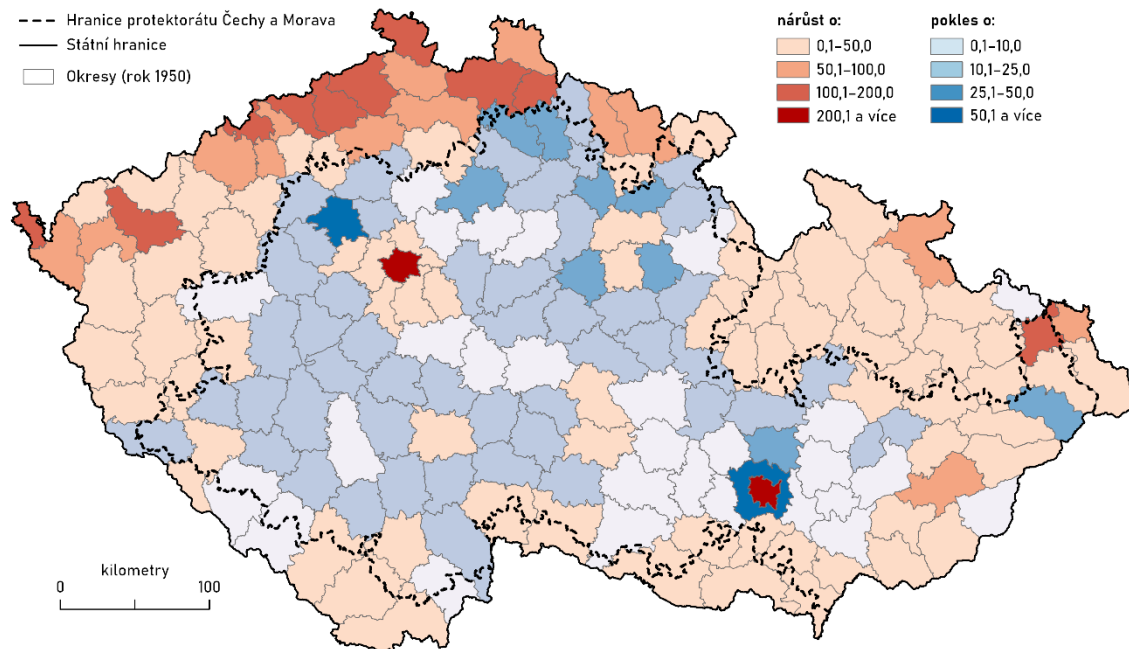 Hranice protektorátu Čechy a Morava
Státní hranice
Okresy (rok 1950)
nárůst o:
0,1–50,0
50,1–100,0
100,1–200,0
200,1 a více
pokles o:
0,1–10,0
10,1–25,0
25,1–50,0
50,1 a více
kilometry
0 100